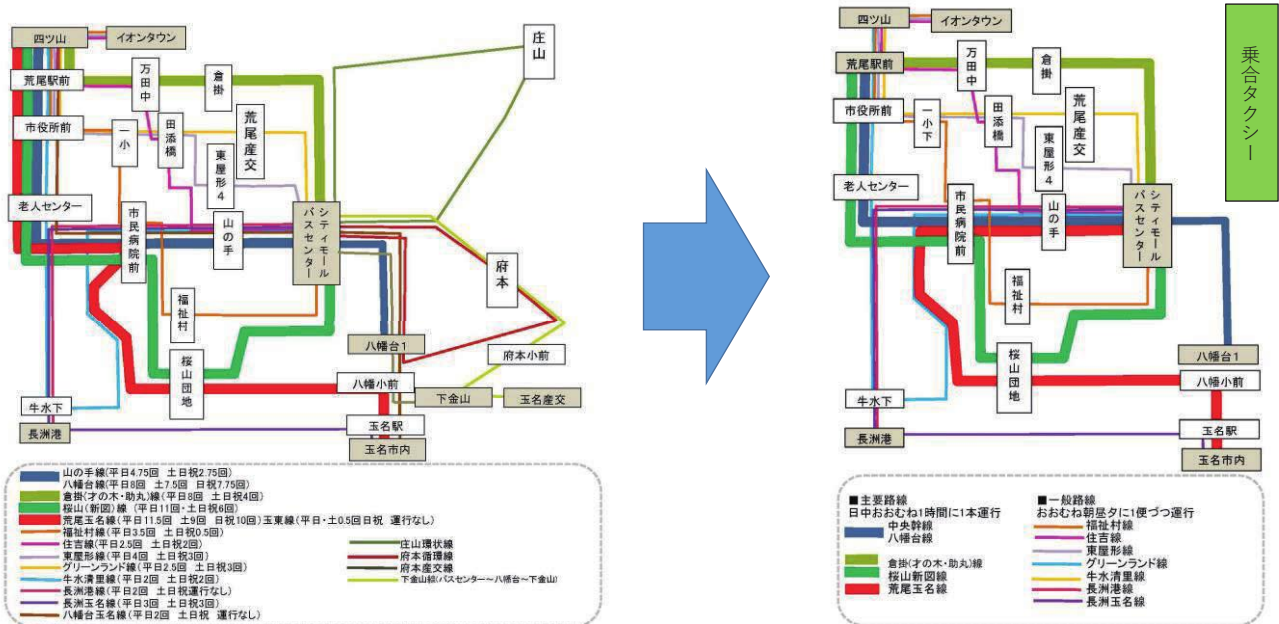 四ツ山
イオンタウン
荒尾駅前
万田中
倉掛
庄山
市役所前
一小
田添橋
東屋形4
荒尾産交
老人センター
市民病院前
山の手
シティモール
バスセンター
府本
福祉村
桜山団地
八幡台1
府本小前
八幡小前
下金山
玉名産交
牛水下
長洲港
玉名駅
玉名市内
山の手線(平日4.75回 土日祝2.75回)
八幡台線(平日8回 土7.5回 日祝7.75回)
倉掛(才の木・助丸)線(平日8回 土日祝4回)
桜山(新図)線 (平日11回・土日祝6回)
荒尾玉名線(平日11.5回 土9回 日祝10回)玉東線(平日・土0.5回日祝 運行なし)
福祉村線(平日3.5回 土日祝0.5回)
住吉線(平日2.5回 土日祝2回)
東屋形線(平日4回 土日祝3回)
グリーンランド線(平日2.5回 土日祝3回)
牛水清里線(平日2回 土日祝2回)
長洲港線(平日2回 土日祝運行なし)
長洲玉名線(平日3回 土日祝3回)
八幡台玉名線(平日2回 土日祝 運行なし)
庄山環状線
府本循環線
府本産交線
下金山線(バスセンター～八幡台～下金山)
四ツ山
イオンタウン
荒尾駅前
万田中
倉掛
乗合タクシー
市役所前
一小下
田添橋
東屋形4
荒尾産交
老人センター
市民病院前
山の手
シティモール
バスセンター
福祉村
桜山団地
八幡台1
八幡小前
牛水下
長洲港
玉名駅
玉名市内
■主要路線
日中おおむね1時間に1本運行
中央幹線
八幡台線
倉掛(才の木・助丸)線
桜山新図線
荒尾玉名線
■一般路線
おおむね朝昼夕に1便づつ運行
福祉村線
住吉線
東屋形線
グリーンランド線
牛水清里線
長洲港線
長洲玉名線